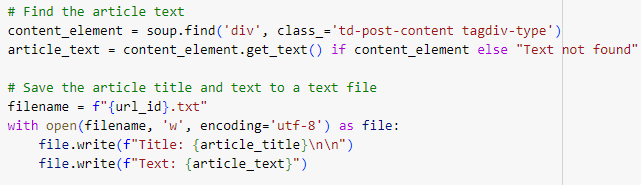 # Find the article text
content_element = soup.find('div', class_='td-post-content tagdiv-type')
article_text = content_element.get_text() if content_element else "Text not found"

# Save the article title and text to a text file
filename = f"{url_id}.txt"
with open(filename, 'w', encoding='utf-8') as file:
    file.write(f"Title: {article_title}\n\n")
    file.write(f"Text: {article_text}")